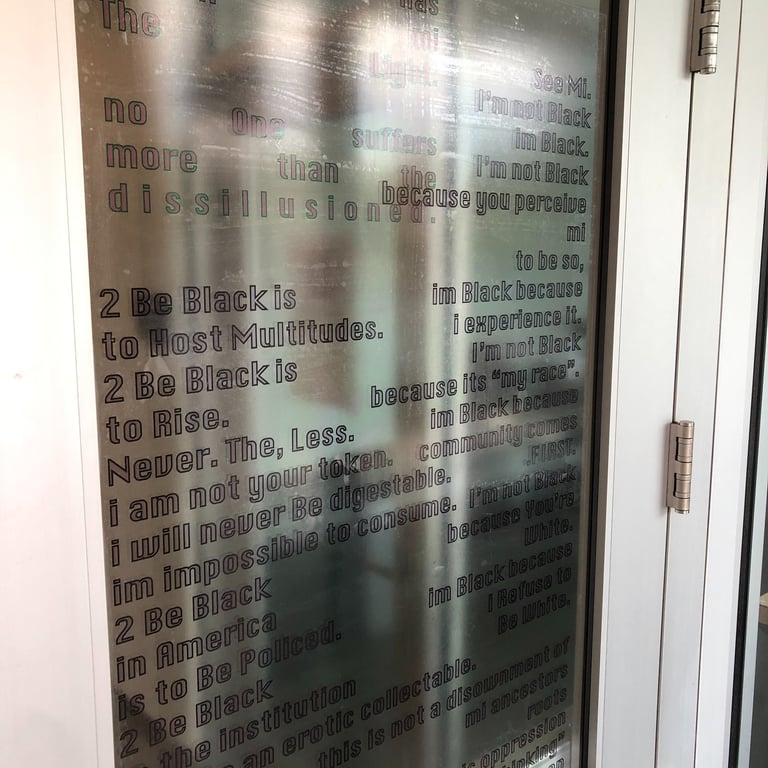 has
The mi
Light.
no One suffers
more than the
dissillusioned.
2 Be Black is
to Host Multitudes.
2 Be Black is
to Rise.
Never. The, Less.
i am not your token.
i will never Be digestable.
im impossible to consume.
2 Be Black
in America
is to Be Policed.
2 Be Black
the institution
an erotic collectable.
See Mi.
I'm not Black
im Black.
I'm not Black
because you perceive
mi
to be so,
im Black because
i experience it.
I'm not Black
because its “my race”.
im Black because
community comes
.FIRST.
I'm not Black
because You're
White.
im Black because
i Refuse to
Be White.
this is not a disownment of
mi ancestors
roots
oppression